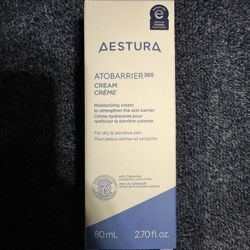 AESTURA
ATOBARRIER³⁶⁵
CREAM
CRÈME
Moisturizing cream
to strengthen the skin barrier
Crème hydratante pour
renforcer la barrière cutanée
For dry & sensitive skin
Pour peaux sèches et sensibles
80 mL 2.70 fl.oz.